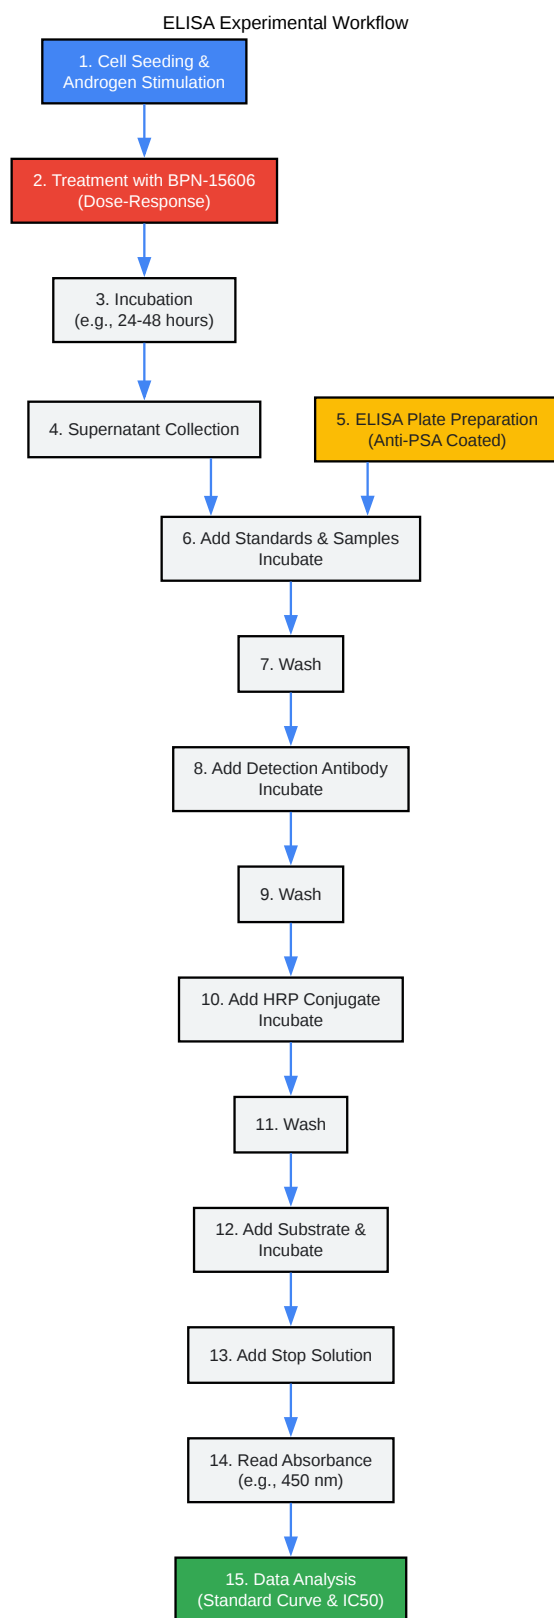 ELISA Experimental Workflow
1. Cell Seeding &
Androgen Stimulation
2. Treatment with BPN-15606
(Dose-Response)
3. Incubation
(e.g., 24-48 hours)
4. Supernatant Collection
5. ELISA Plate Preparation
(Anti-PSA Coated)
6. Add Standards & Samples
Incubate
7. Wash
8. Add Detection Antibody
Incubate
9. Wash
10. Add HRP Conjugate
Incubate
11. Wash
12. Add Substrate &
Incubate
13. Add Stop Solution
14. Read Absorbance
(e.g., 450 nm)
15. Data Analysis
(Standard Curve & IC50)